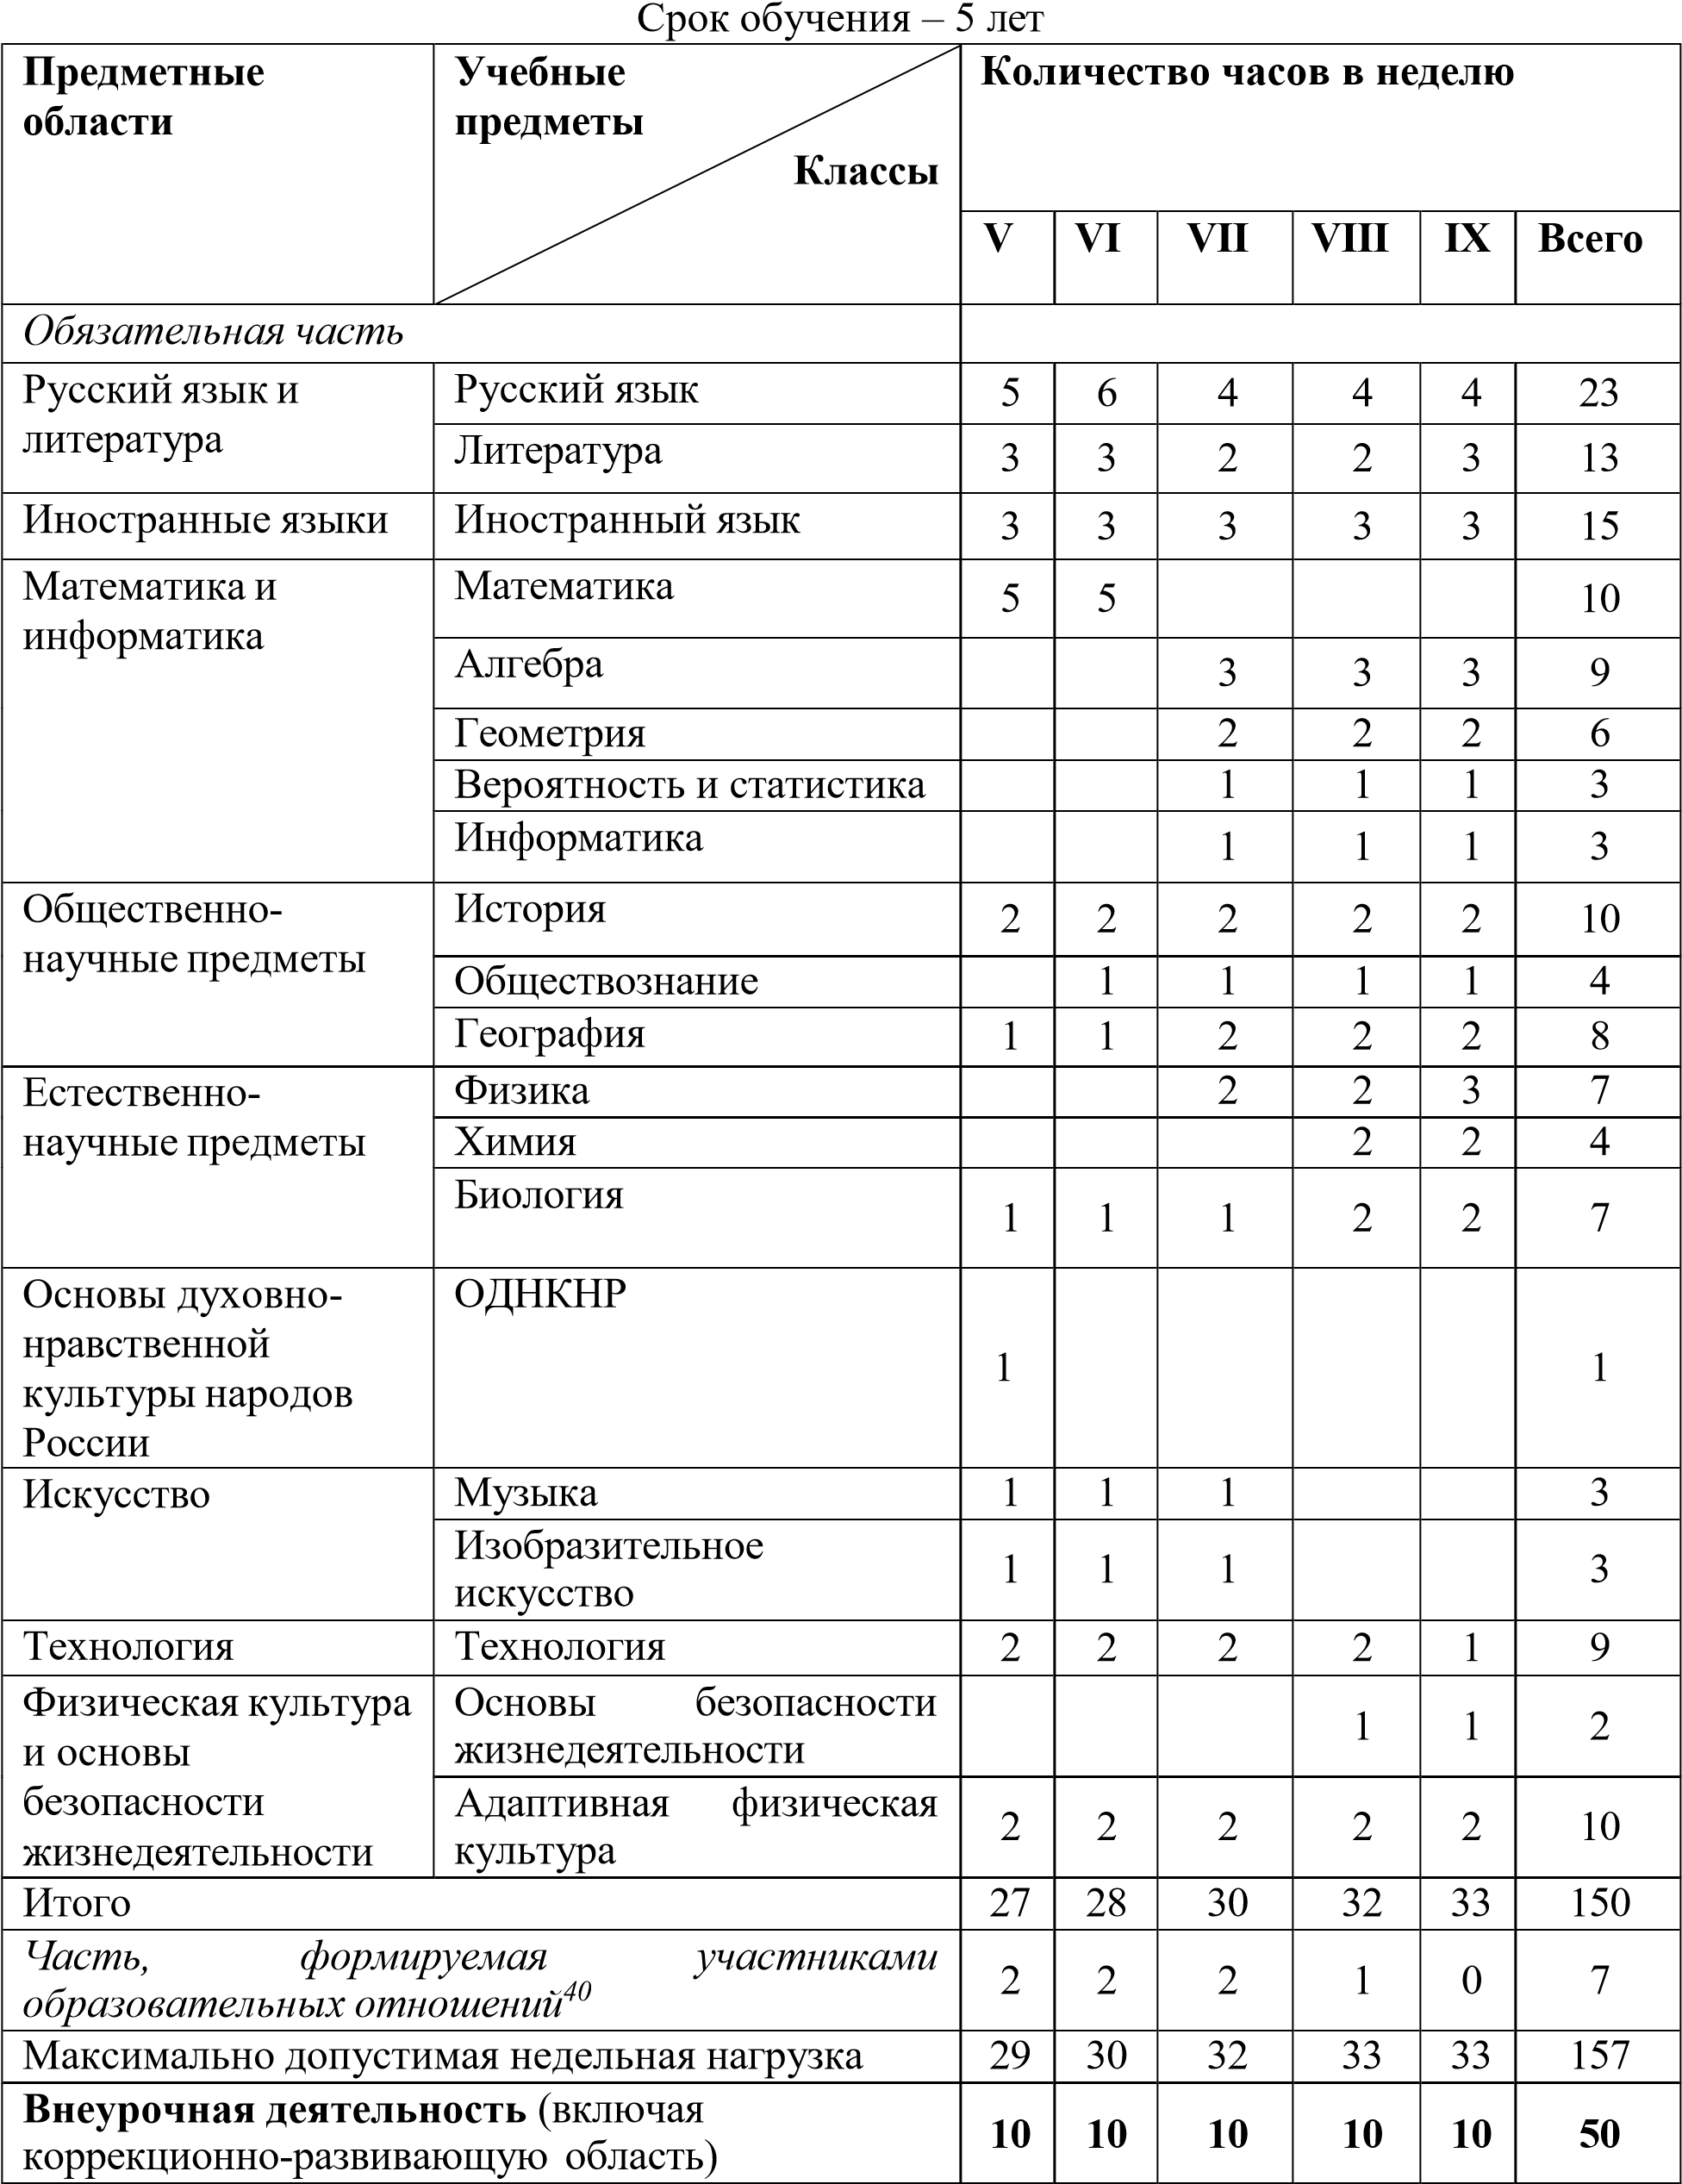 Срок обучения – 5 лет
Предметные области Учебные предметы Классы Количество часов в неделю
V VI VII VIII IX Всего
Обязательная часть
Русский язык и литература Русский язык 5 6 4 4 4 23
Литература 3 3 2 2 3 13
Иностранные языки Иностранный язык 3 3 3 3 3 15
Математика и информатика Математика 5 5 10
Алгебра 3 3 3 9
Геометрия 2 2 2 6
Вероятность и статистика 1 1 1 3
Информатика 1 1 1 3
Общественно-научные предметы История 2 2 2 2 2 10
Обществознание 1 1 1 1 4
География 1 1 2 2 2 8
Естественно-научные предметы Физика 2 2 3 7
Химия 2 2 4
Биология 1 1 1 2 2 7
Основы духовно-нравственной культуры народов России ОДНКНР 1 1
Искусство Музыка 1 1 1 3
Изобразительное искусство 1 1 1 3
Технология Технология 2 2 2 2 1 9
Физическая культура и основы безопасности жизнедеятельности Основы безопасности жизнедеятельности 1 1 2
Адаптивная физическая культура 2 2 2 2 2 10
Итого 27 28 30 32 33 150
Часть, формируемая участниками образовательных отношений40 2 2 2 1 0 7
Максимально допустимая недельная нагрузка 29 30 32 33 33 157
Внеурочная деятельность (включая коррекционно-развивающую область) 10 10 10 10 10 50